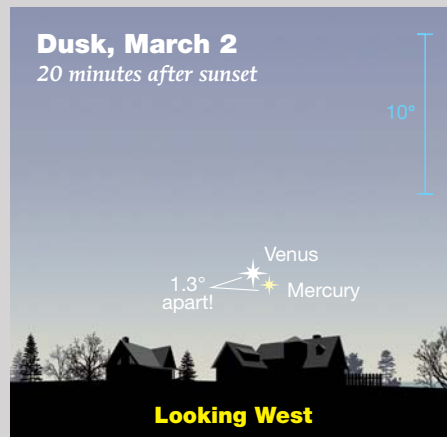 Dusk, March 2
20 minutes after sunset
10°
Venus
1.3°
apart!
Mercury
Looking West